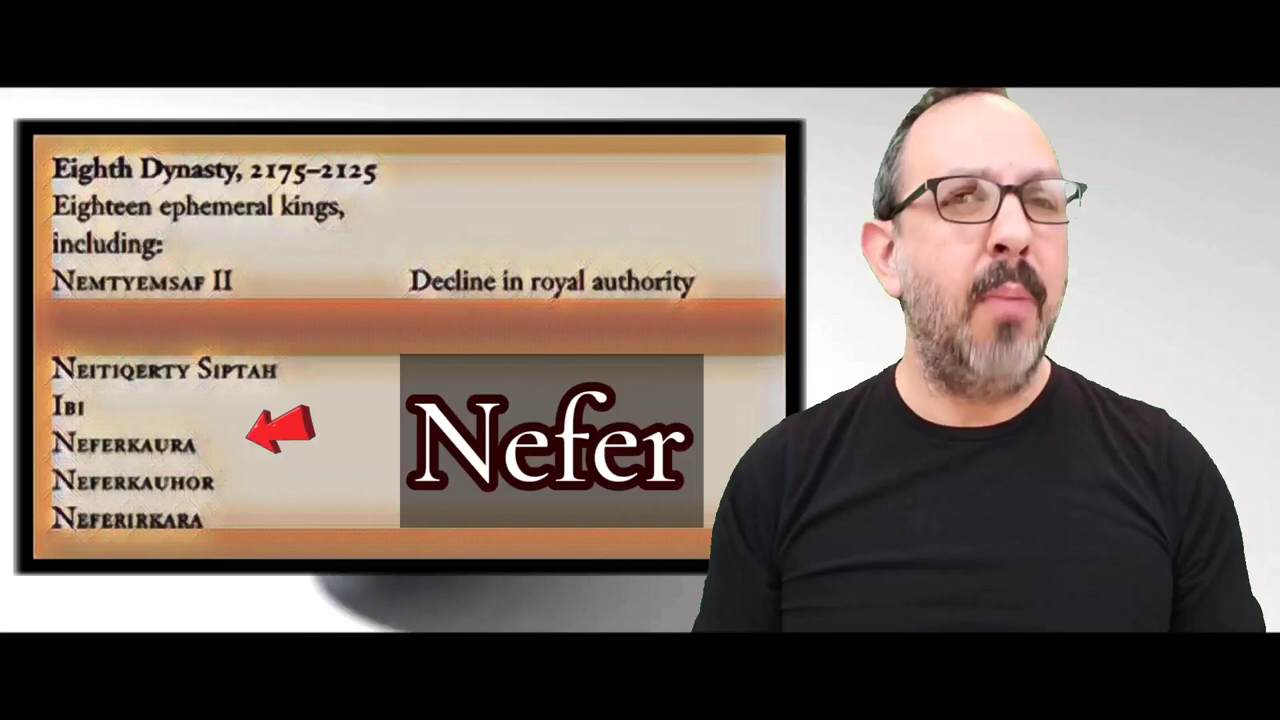 Eighth Dynasty, 2175–2125
Eighteen ephemeral kings,
including:
NEMTYEMSAF II Decline in royal authority
NEITIQERTY SIPTAH
IBI
NEFERKAURA
NEFERKAUHOR
NEFERIRKARA
Nefer